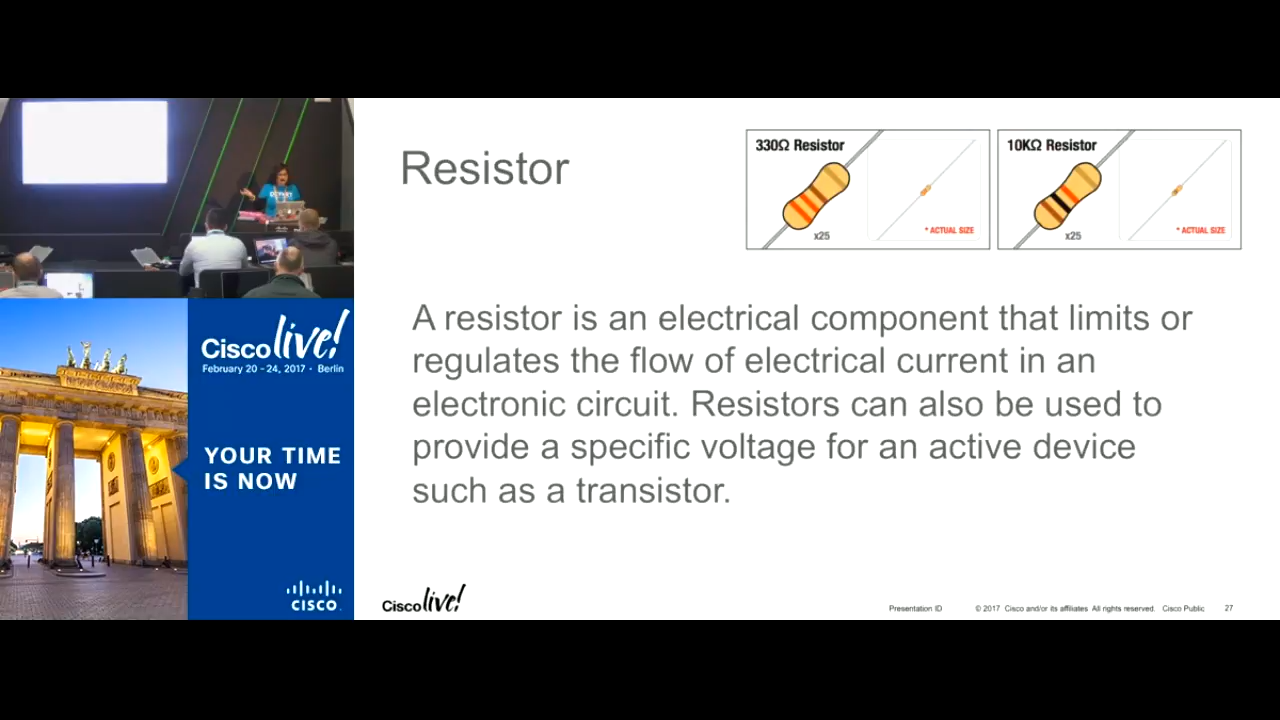 Resistor
330Ω Resistor
x25
* ACTUAL SIZE
10KΩ Resistor
x25
* ACTUAL SIZE
A resistor is an electrical component that limits or
regulates the flow of electrical current in an
electronic circuit. Resistors can also be used to
provide a specific voltage for an active device
such as a transistor.
Cisco live!
February 20 - 24, 2017 • Berlin
YOUR TIME
IS NOW
CISCO.
Cisco live!
Presentation ID © 2017 Cisco and/or its affiliates All rights reserved. Cisco Public 27